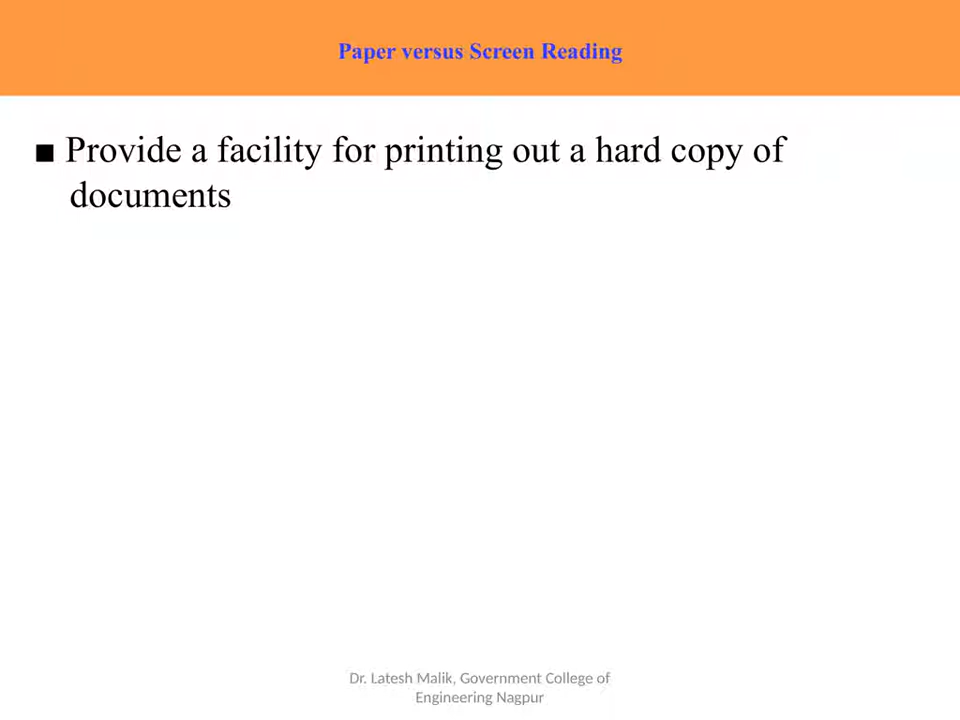 Paper versus Screen Reading
■ Provide a facility for printing out a hard copy of
documents
Dr. Latesh Malik, Government College of
Engineering Nagpur